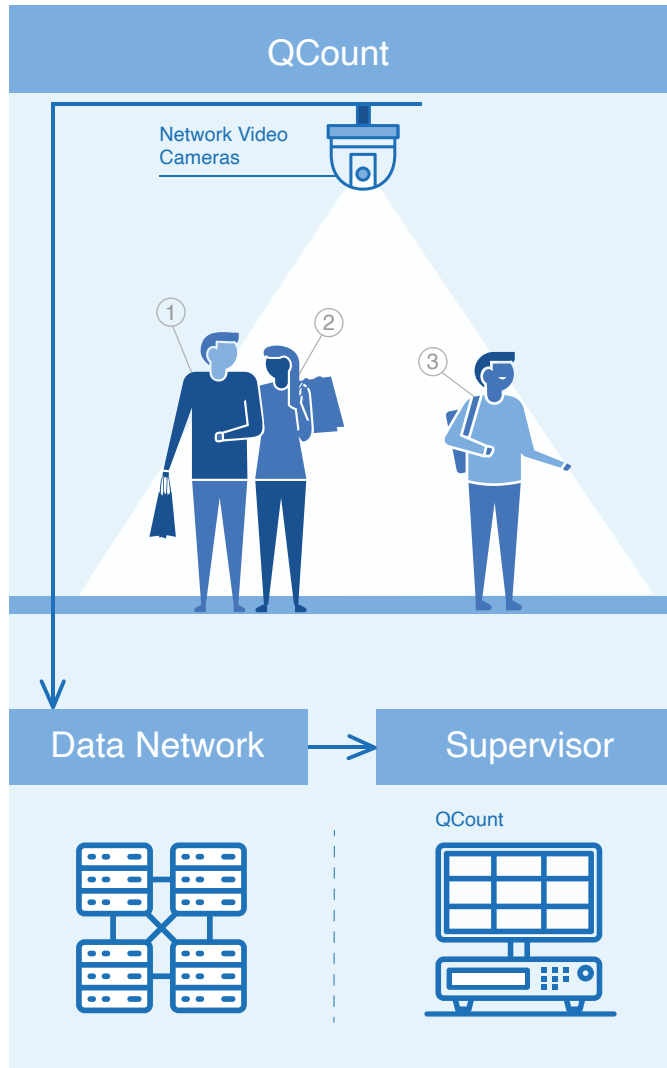 QCount
Network Video
Cameras
1
2
3
Data Network
Supervisor
QCount